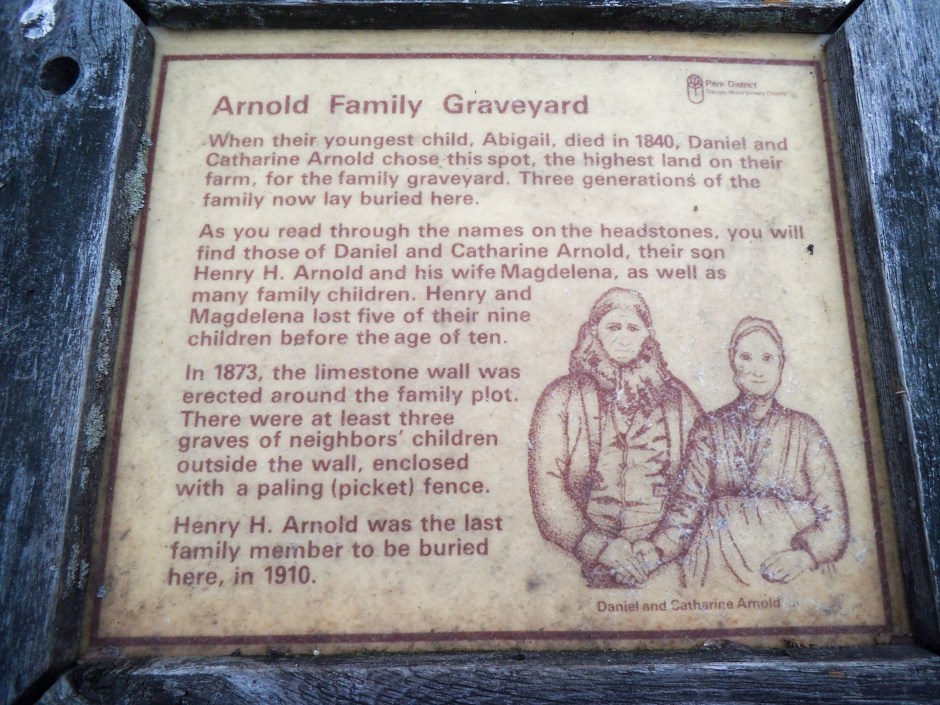 Park District
Dayton-Montgomery County
Arnold Family Graveyard
When their youngest child, Abigail, died in 1840, Daniel and
Catharine Arnold chose this spot, the highest land on their
farm, for the family graveyard. Three generations of the
family now lay buried here.
As you read through the names on the headstones, you will
find those of Daniel and Catharine Arnold, their son
Henry H. Arnold and his wife Magdelena, as well as
many family children. Henry and
Magdelena lost five of their nine
children before the age of ten.
In 1873, the limestone wall was
erected around the family plot.
There were at least three
graves of neighbors' children
outside the wall, enclosed
with a paling (picket) fence.
Henry H. Arnold was the last
family member to be buried
here, in 1910.
Daniel and Catharine Arnold